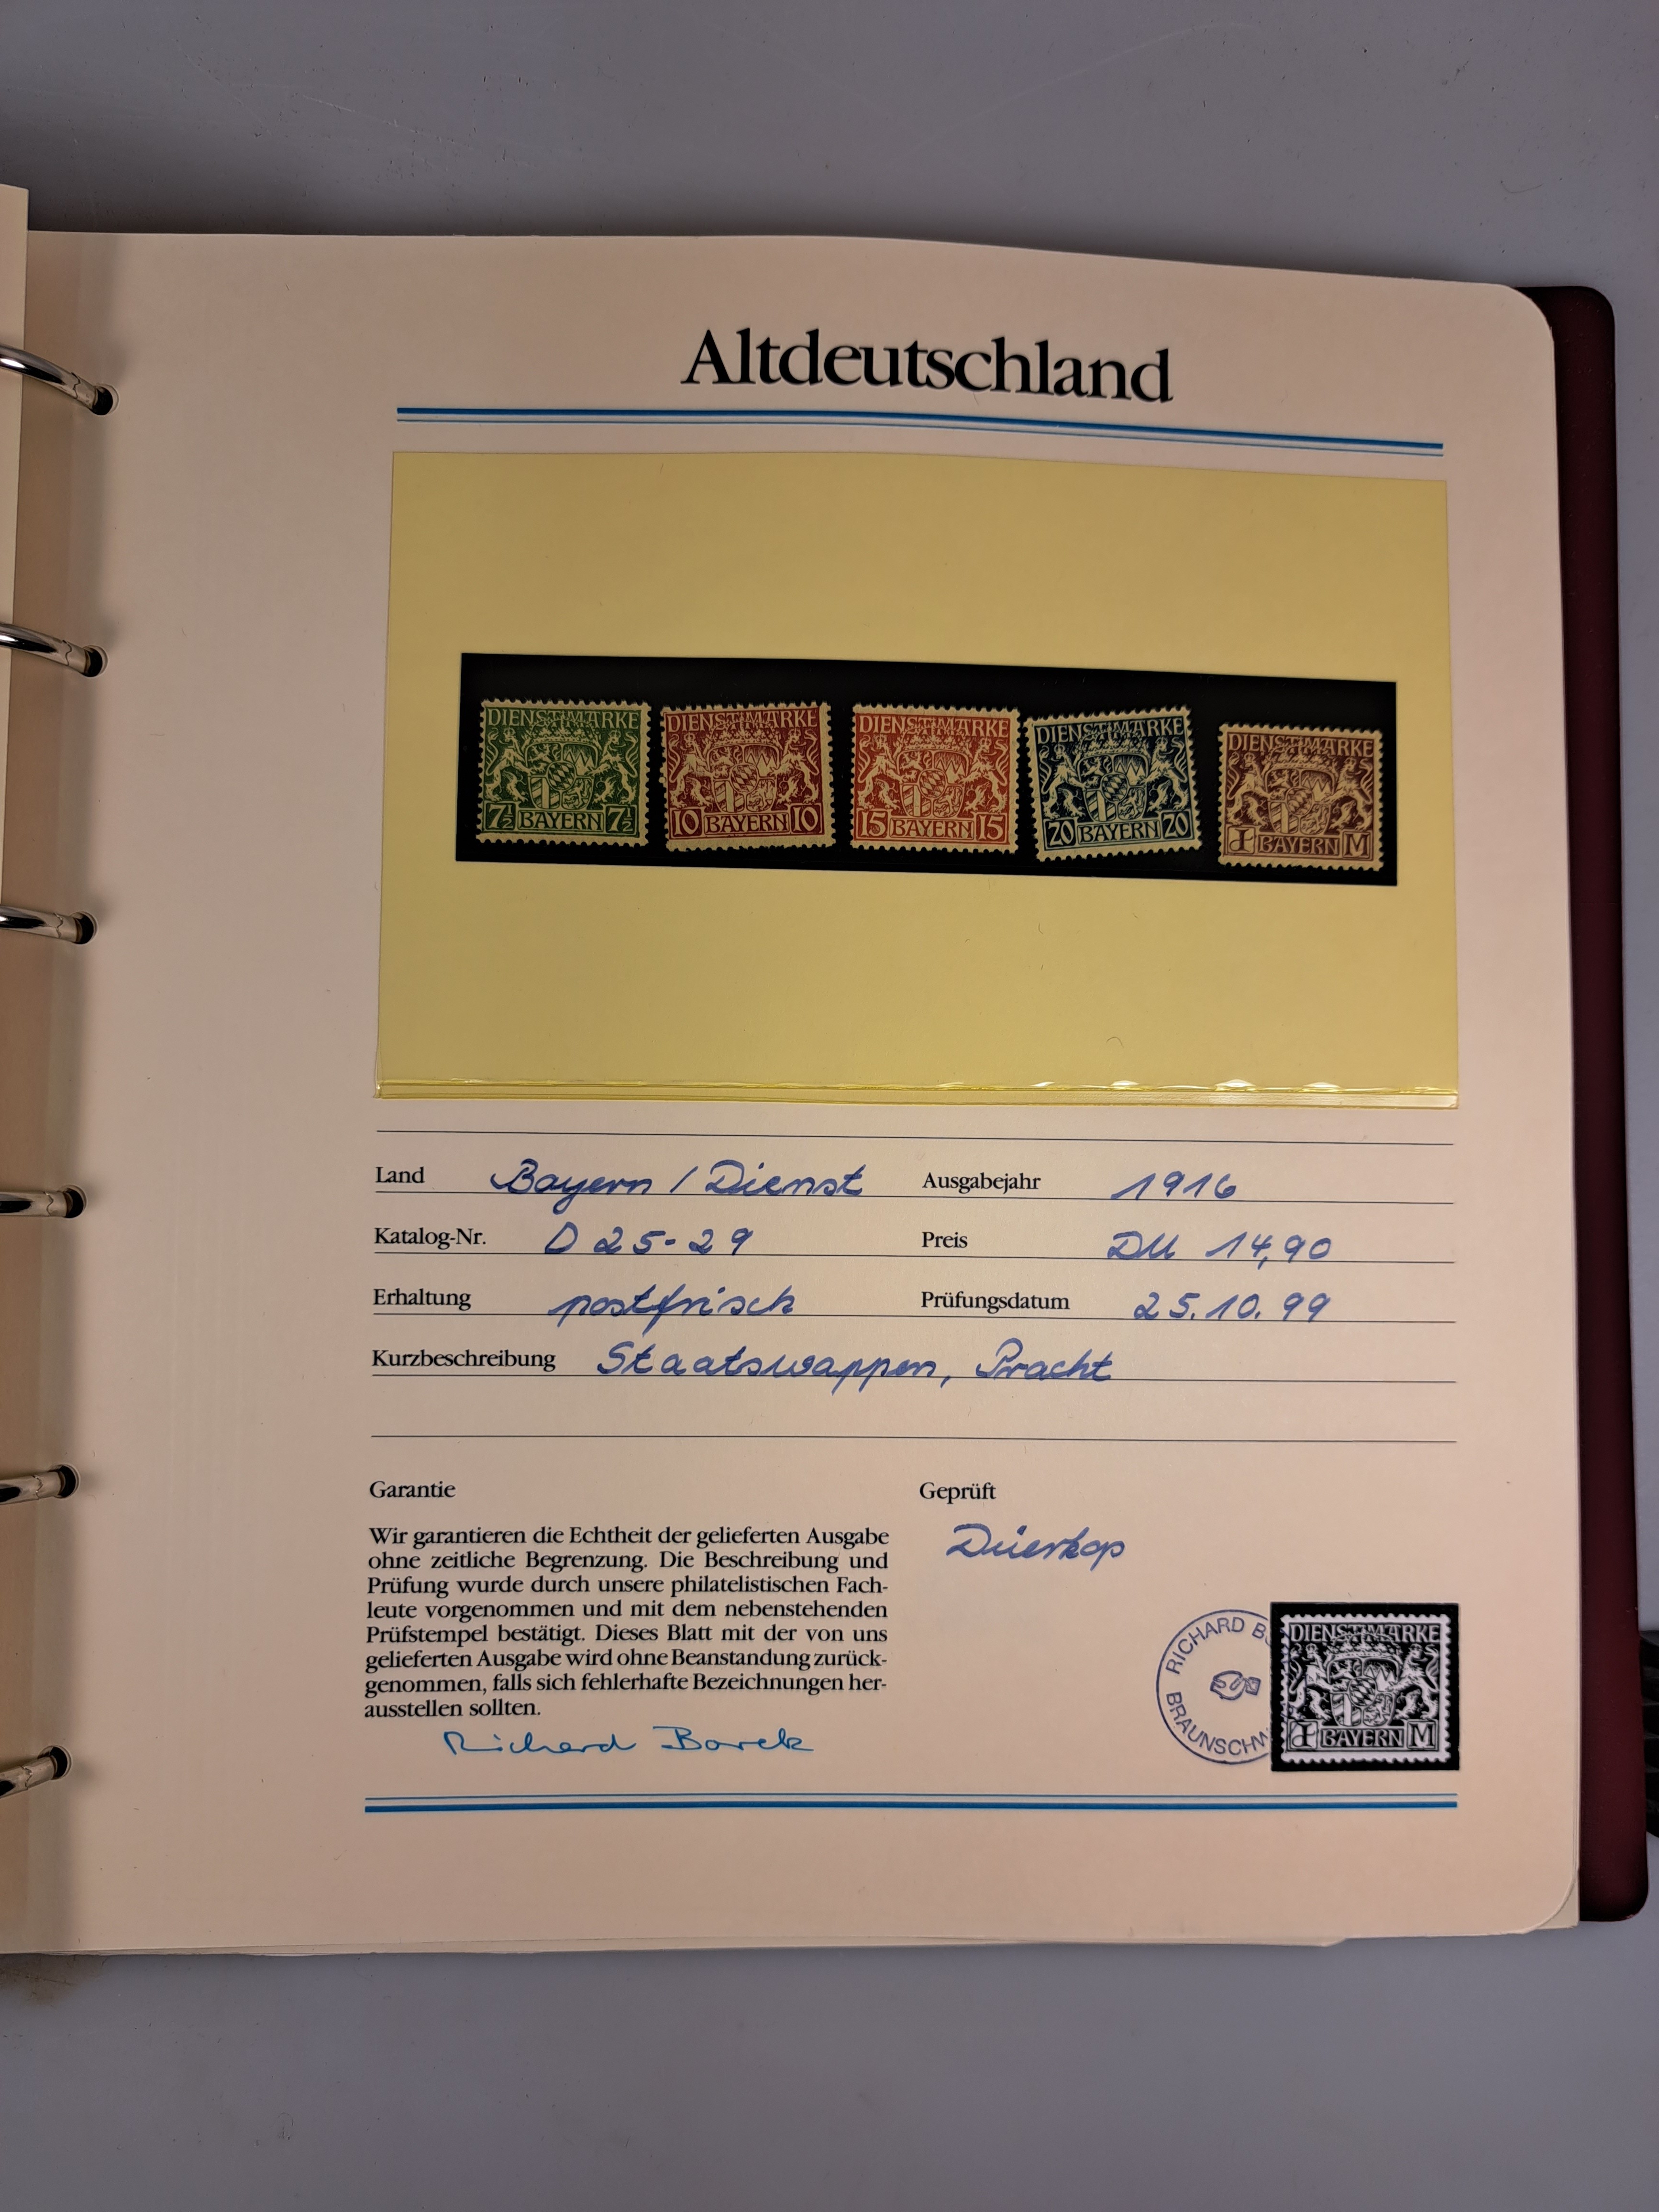 Altdeutschland
DIENSTMARKE DIENSTMARKE DIENSTMARKE DIENSTMARKE DIENSTMARKE
7½ BAYERN 7½ 10 BAYERN 10 15 BAYERN 15 20 BAYERN 20 1 BAYERN M
Land Bayern / Dienst Ausgabejahr 1916
Katalog-Nr. D 25-29 Preis DM 14,90
Erhaltung postfrisch Prüfungsdatum 25.10.99
Kurzbeschreibung Staatswappen, Pracht
Garantie Geprüft
Wir garantieren die Echtheit der gelieferten Ausgabe
ohne zeitliche Begrenzung. Die Beschreibung und
Prüfung wurde durch unsere philatelistischen Fach-
leute vorgenommen und mit dem nebenstehenden
Prüfstempel bestätigt. Dieses Blatt mit der von uns
gelieferten Ausgabe wird ohne Beanstandung zurück-
genommen, falls sich fehlerhafte Bezeichnungen her-
ausstellen sollten.
Richard Borek
Düerkop
RICHARD B
BRAUNSCHW
DIENSTMARKE
1 BAYERN M